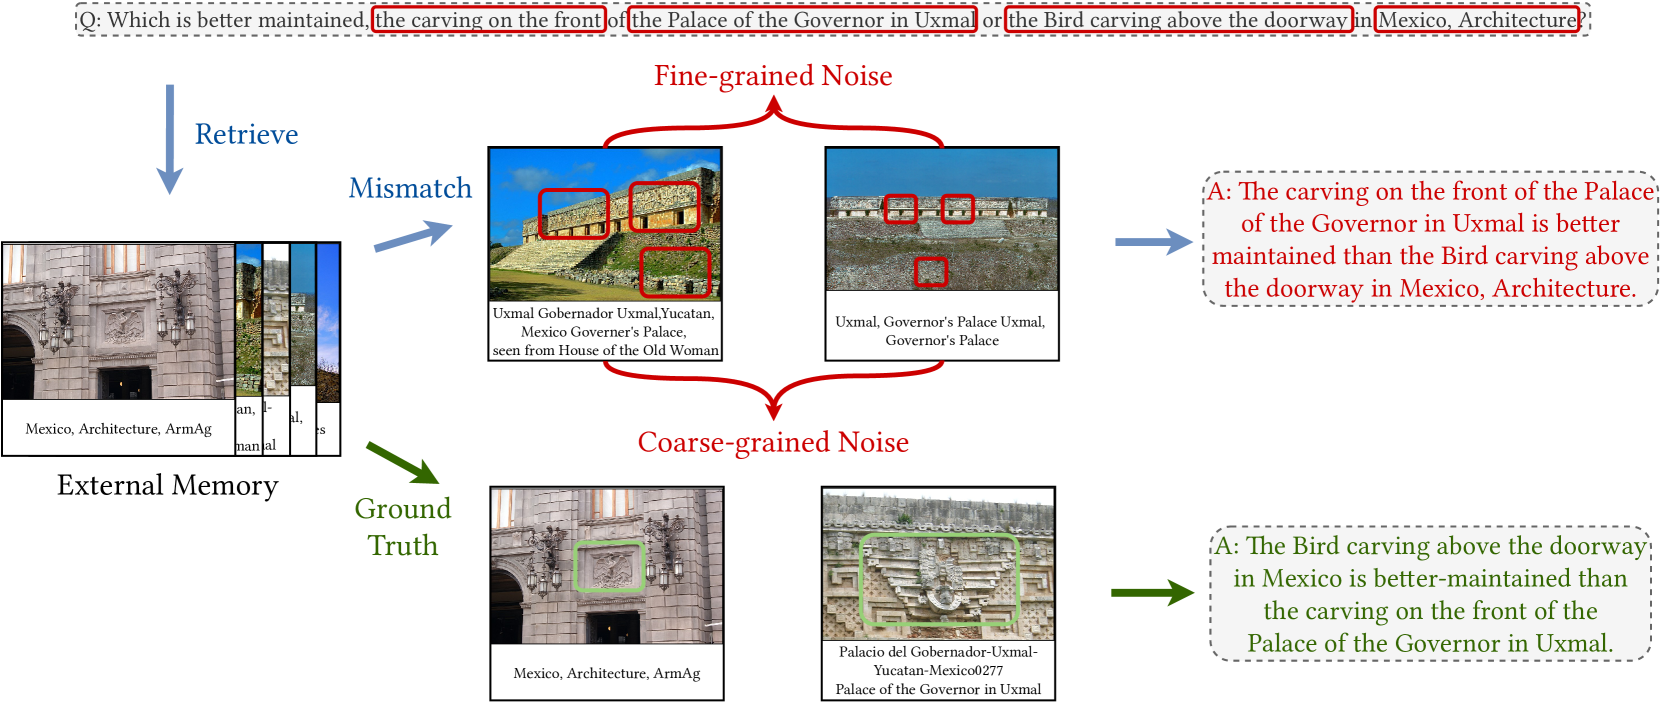 Q: Which is better maintained, the carving on the front of the Palace of the Governor in Uxmal or the Bird carving above the doorway in Mexico, Architecture?
Fine-grained Noise
Retrieve
Mismatch
Uxmal Gobernador Uxmal,Yucatan,
Mexico Governer's Palace,
seen from House of the Old Woman
Uxmal, Governor's Palace Uxmal,
Governor's Palace
A: The carving on the front of the Palace
of the Governor in Uxmal is better
maintained than the Bird carving above
the doorway in Mexico, Architecture.
Mexico, Architecture, ArmAg
an,
man
l-
al
al,
es
External Memory
Coarse-grained Noise
Ground
Truth
Mexico, Architecture, ArmAg
Palacio del Gobernador-Uxmal-
Yucatan-Mexico0277
Palace of the Governor in Uxmal
A: The Bird carving above the doorway
in Mexico is better-maintained than
the carving on the front of the
Palace of the Governor in Uxmal.